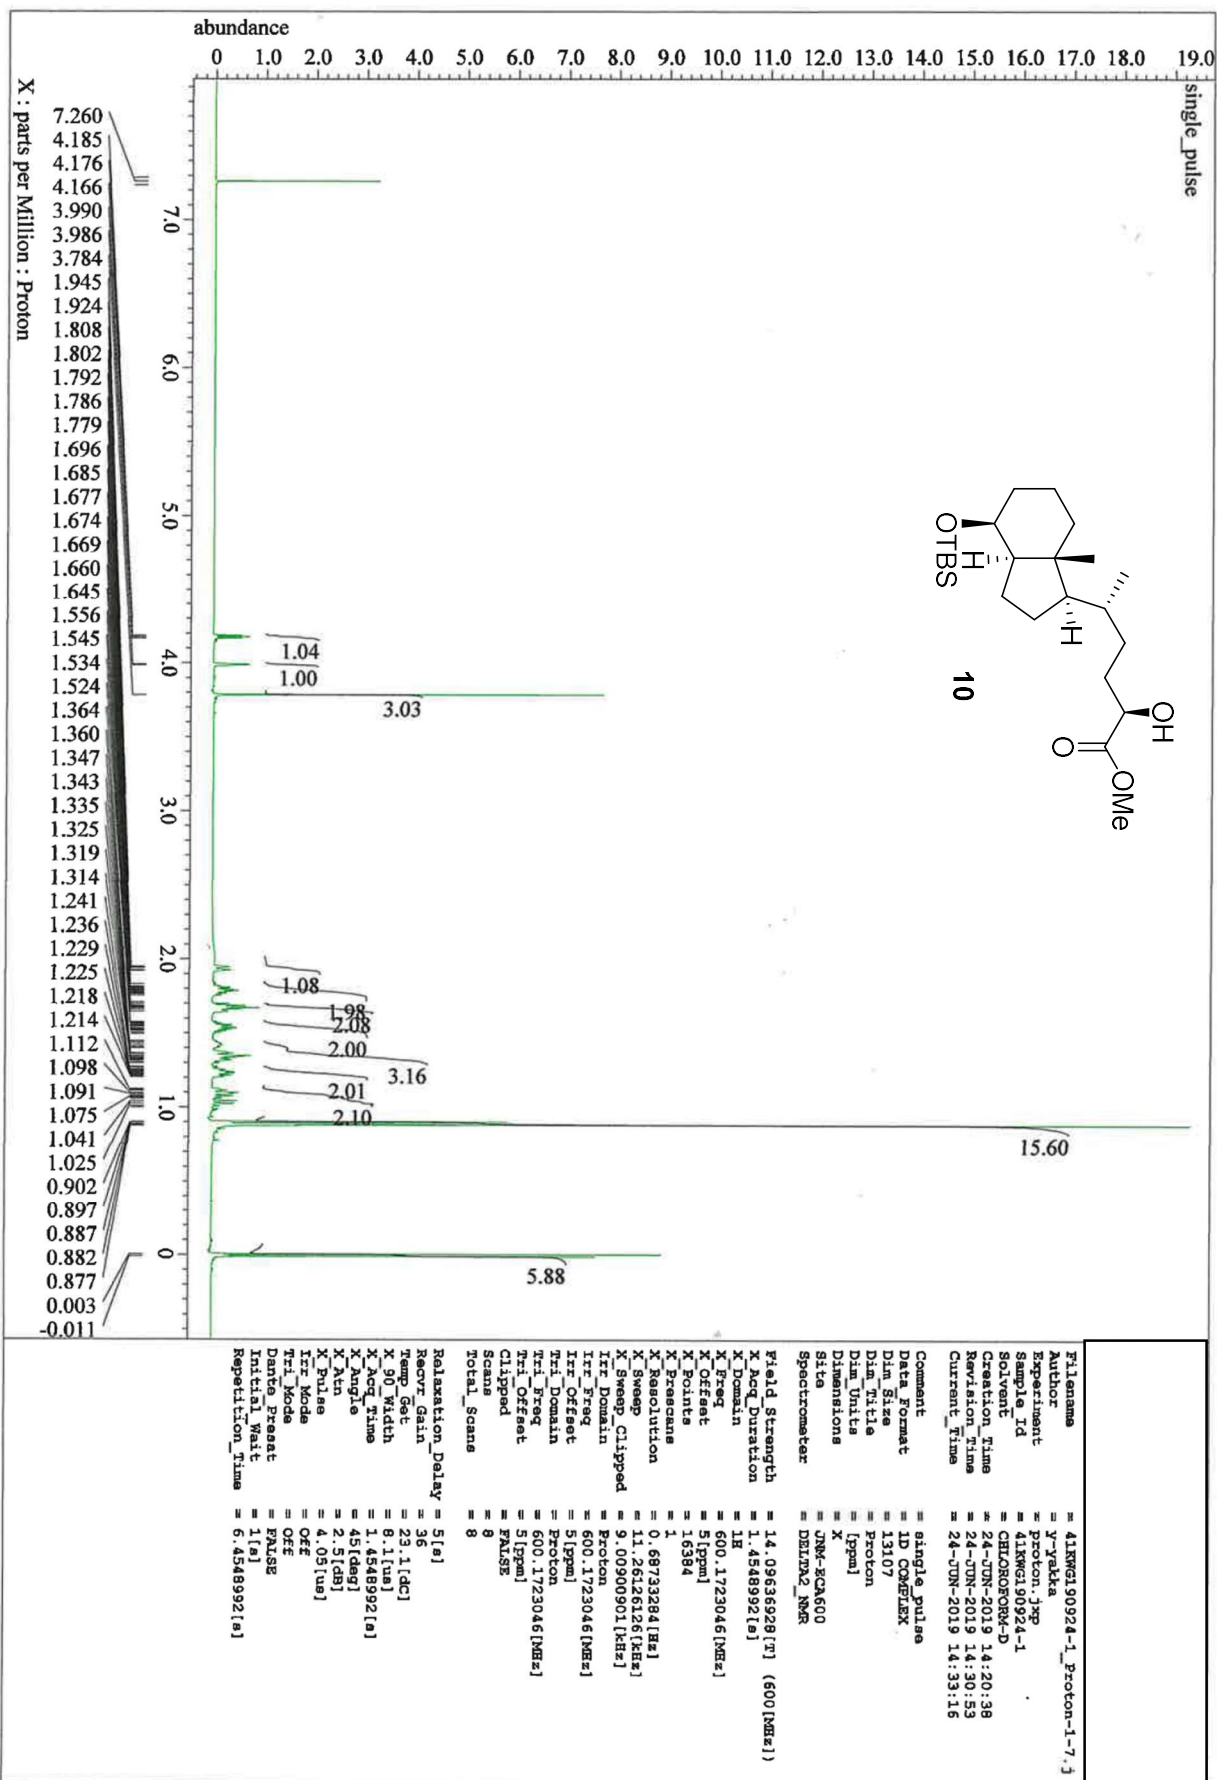 single_pulse
abundance
0 1.0 2.0 3.0 4.0 5.0 6.0 7.0 8.0 9.0 10.0 11.0 12.0 13.0 14.0 15.0 16.0 17.0 18.0 19.0
OTBS
H
H
OH
O
OMe
10
1.04
1.00
3.03
1.08
1.98
2.08
2.00
3.16
2.01
2.10
15.60
5.88
7.0 6.0 5.0 4.0 3.0 2.0 1.0 0
7.260
4.185
4.176
4.166
3.990
3.986
3.784
1.945
1.924
1.808
1.802
1.792
1.786
1.779
1.696
1.685
1.677
1.674
1.669
1.660
1.645
1.556
1.545
1.534
1.524
1.364
1.360
1.347
1.343
1.335
1.325
1.319
1.314
1.241
1.236
1.229
1.225
1.218
1.214
1.112
1.098
1.091
1.075
1.041
1.025
0.902
0.897
0.887
0.882
0.877
0.003
-0.011
X : parts per Million : Proton
Filename = 41KWG190924-1_Proton-1-7.j
Author = y-yakka
Experiment = proton.jxp
Sample_Id = 41KWG190924-1
Solvent = CHLOROFORM-D
Creation_Time = 24-JUN-2019 14:20:38
Revision_Time = 24-JUN-2019 14:30:53
Current_Time = 24-JUN-2019 14:33:16
Comment = single_pulse
Data_Format = 1D COMPLEX
Dim_Size = 13107
Dim_Title = Proton
Dim_Units = [ppm]
Dimensions = X
Site = JNM-ECA600
Spectrometer = DELTA2_NMR
Field_Strength = 14.09636928[T] (600[MHz])
X_Acq_Duration = 1.4548992[s]
X_Domain = 1H
X_Freq = 600.1723046[MHz]
X_Offset = 5[ppm]
X_Points = 16384
X_Prescans = 1
X_Resolution = 0.68733284[Hz]
X_Sweep = 11.26126126[kHz]
X_Sweep_Clipped = 9.00900901[kHz]
Irr_Domain = Proton
Irr_Freq = 600.1723046[MHz]
Irr_Offset = 5[ppm]
Tri_Domain = Proton
Tri_Freq = 600.1723046[MHz]
Tri_Offset = 5[ppm]
Clipped = FALSE
Scans = 8
Total_Scans = 8
Relaxation_Delay = 5[s]
Recvr_Gain = 36
Temp_Get = 23.1[dC]
X_90_Width = 8.1[us]
X_Acq_Time = 1.4548992[s]
X_Angle = 45[deg]
X_Atn = 2.5[dB]
X_Pulse = 4.05[us]
Irr_Mode = Off
Tri_Mode = Off
Dante_Presat = FALSE
Initial_Wait = 1[s]
Repetition_Time = 6.4548992[s]